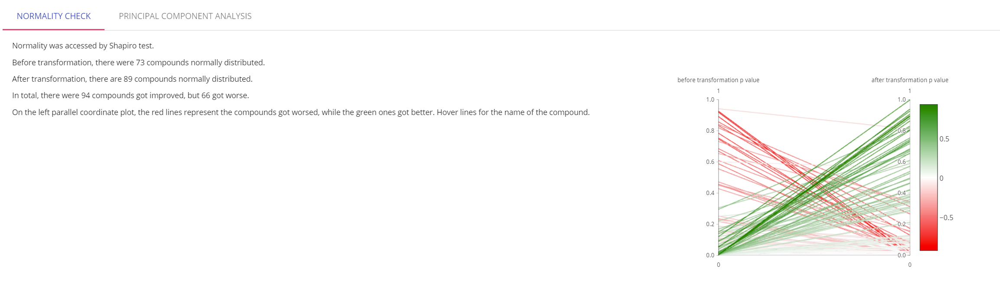 NORMALITY CHECK PRINCIPAL COMPONENT ANALYSIS
Normality was accessed by Shapiro test.
Before transformation, there were 73 compounds normally distributed.
After transformation, there are 89 compounds normally distributed.
In total, there were 94 compounds got improved, but 66 got worse.
On the left parallel coordinate plot, the red lines represent the compounds got worsed, while the green ones got better. Hover lines for the name of the compound.
before transformation p value after transformation p value
1 1
1.0 1.0
0.8 0.8
0.5
0.6 0.6
0
0.4 0.4
−0.5
0.2 0.2
0.0 0.0
0 0